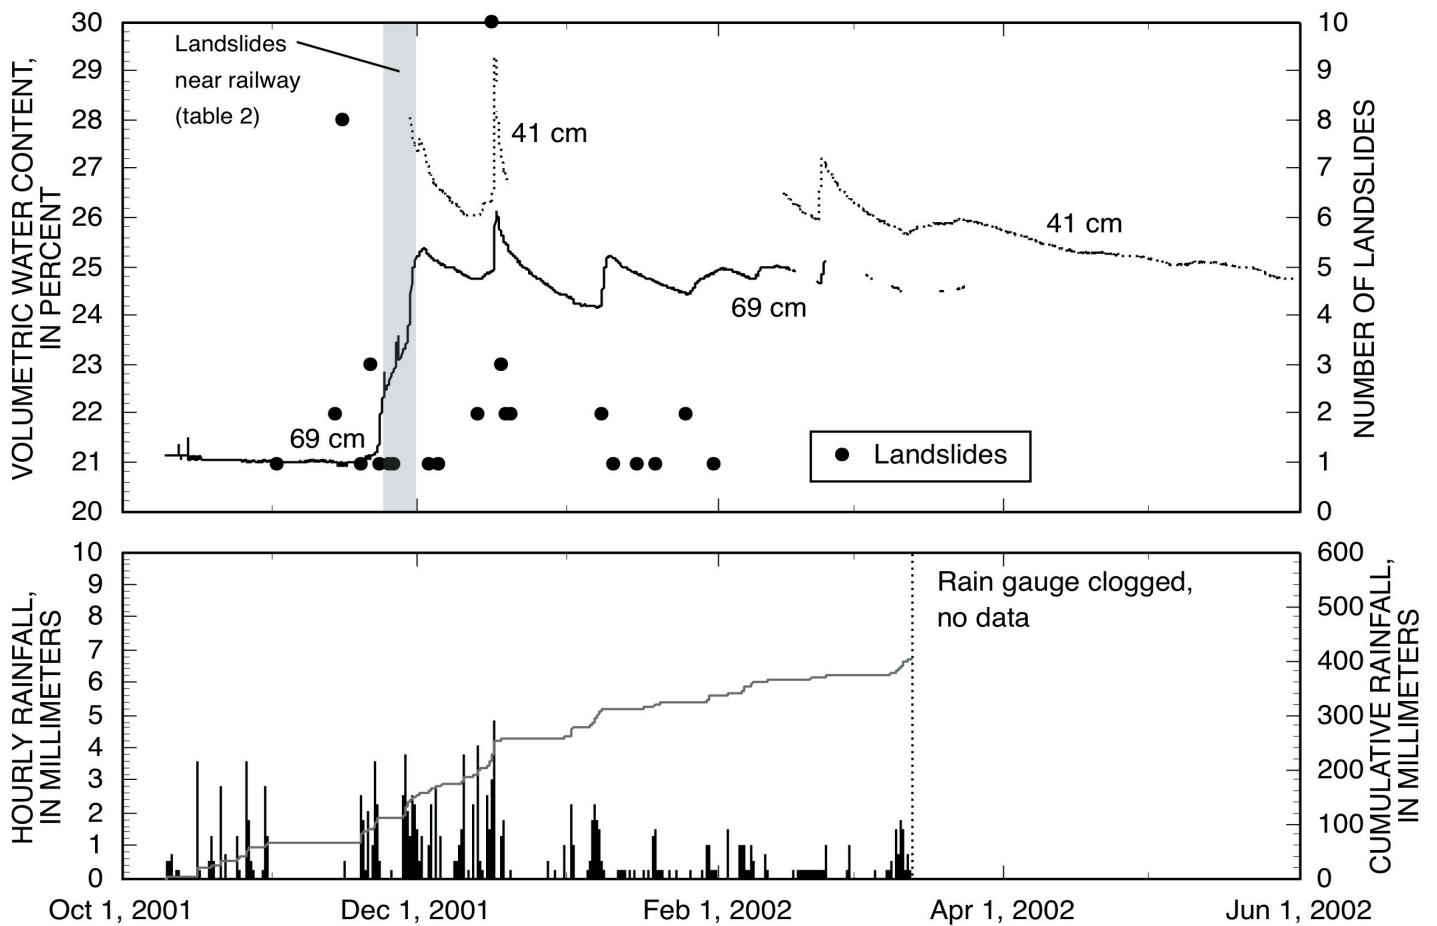 VOLUMETRIC WATER CONTENT,
IN PERCENT
30
29
28
27
26
25
24
23
22
21
20
Landslides
near railway
(table 2)
41 cm
41 cm
69 cm
69 cm
Landslides
10
9
8
7
6
5
4
3
2
1
0
NUMBER OF LANDSLIDES
HOURLY RAINFALL,
IN MILLIMETERS
10
9
8
7
6
5
4
3
2
1
0
Rain gauge clogged,
no data
600
500
400
300
200
100
0
CUMULATIVE RAINFALL,
IN MILLIMETERS
Oct 1, 2001
Dec 1, 2001
Feb 1, 2002
Apr 1, 2002
Jun 1, 2002